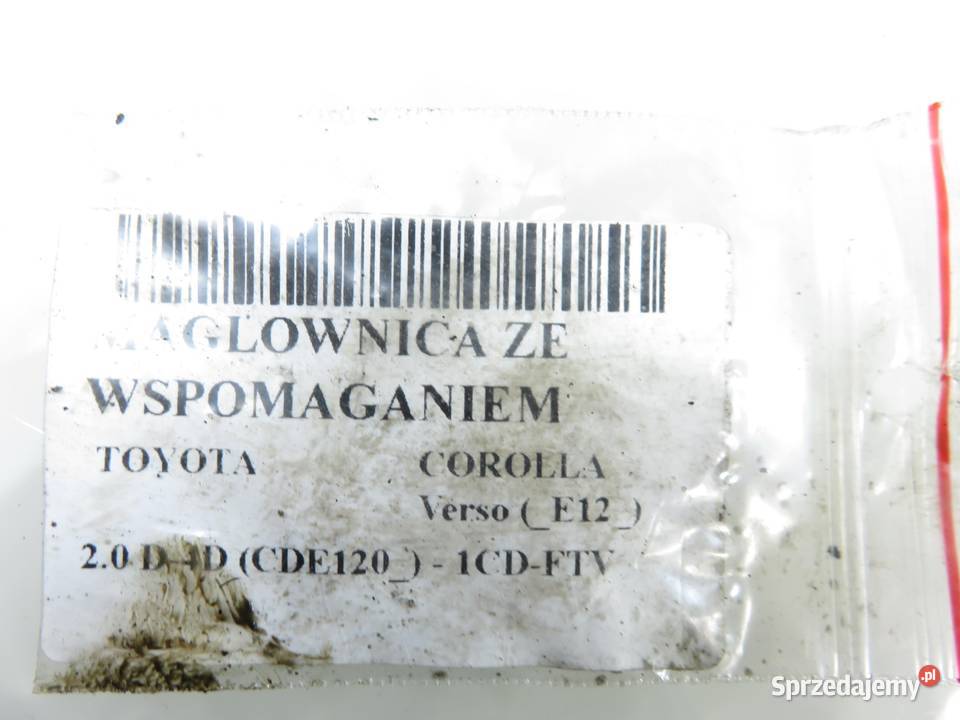 MAGLOWNICA ZE
WSPOMAGANIEM
TOYOTA COROLLA
Verso (_E12_)
2.0 D-4D (CDE120_) - 1CD-FTV
Sprzedajemy.pl